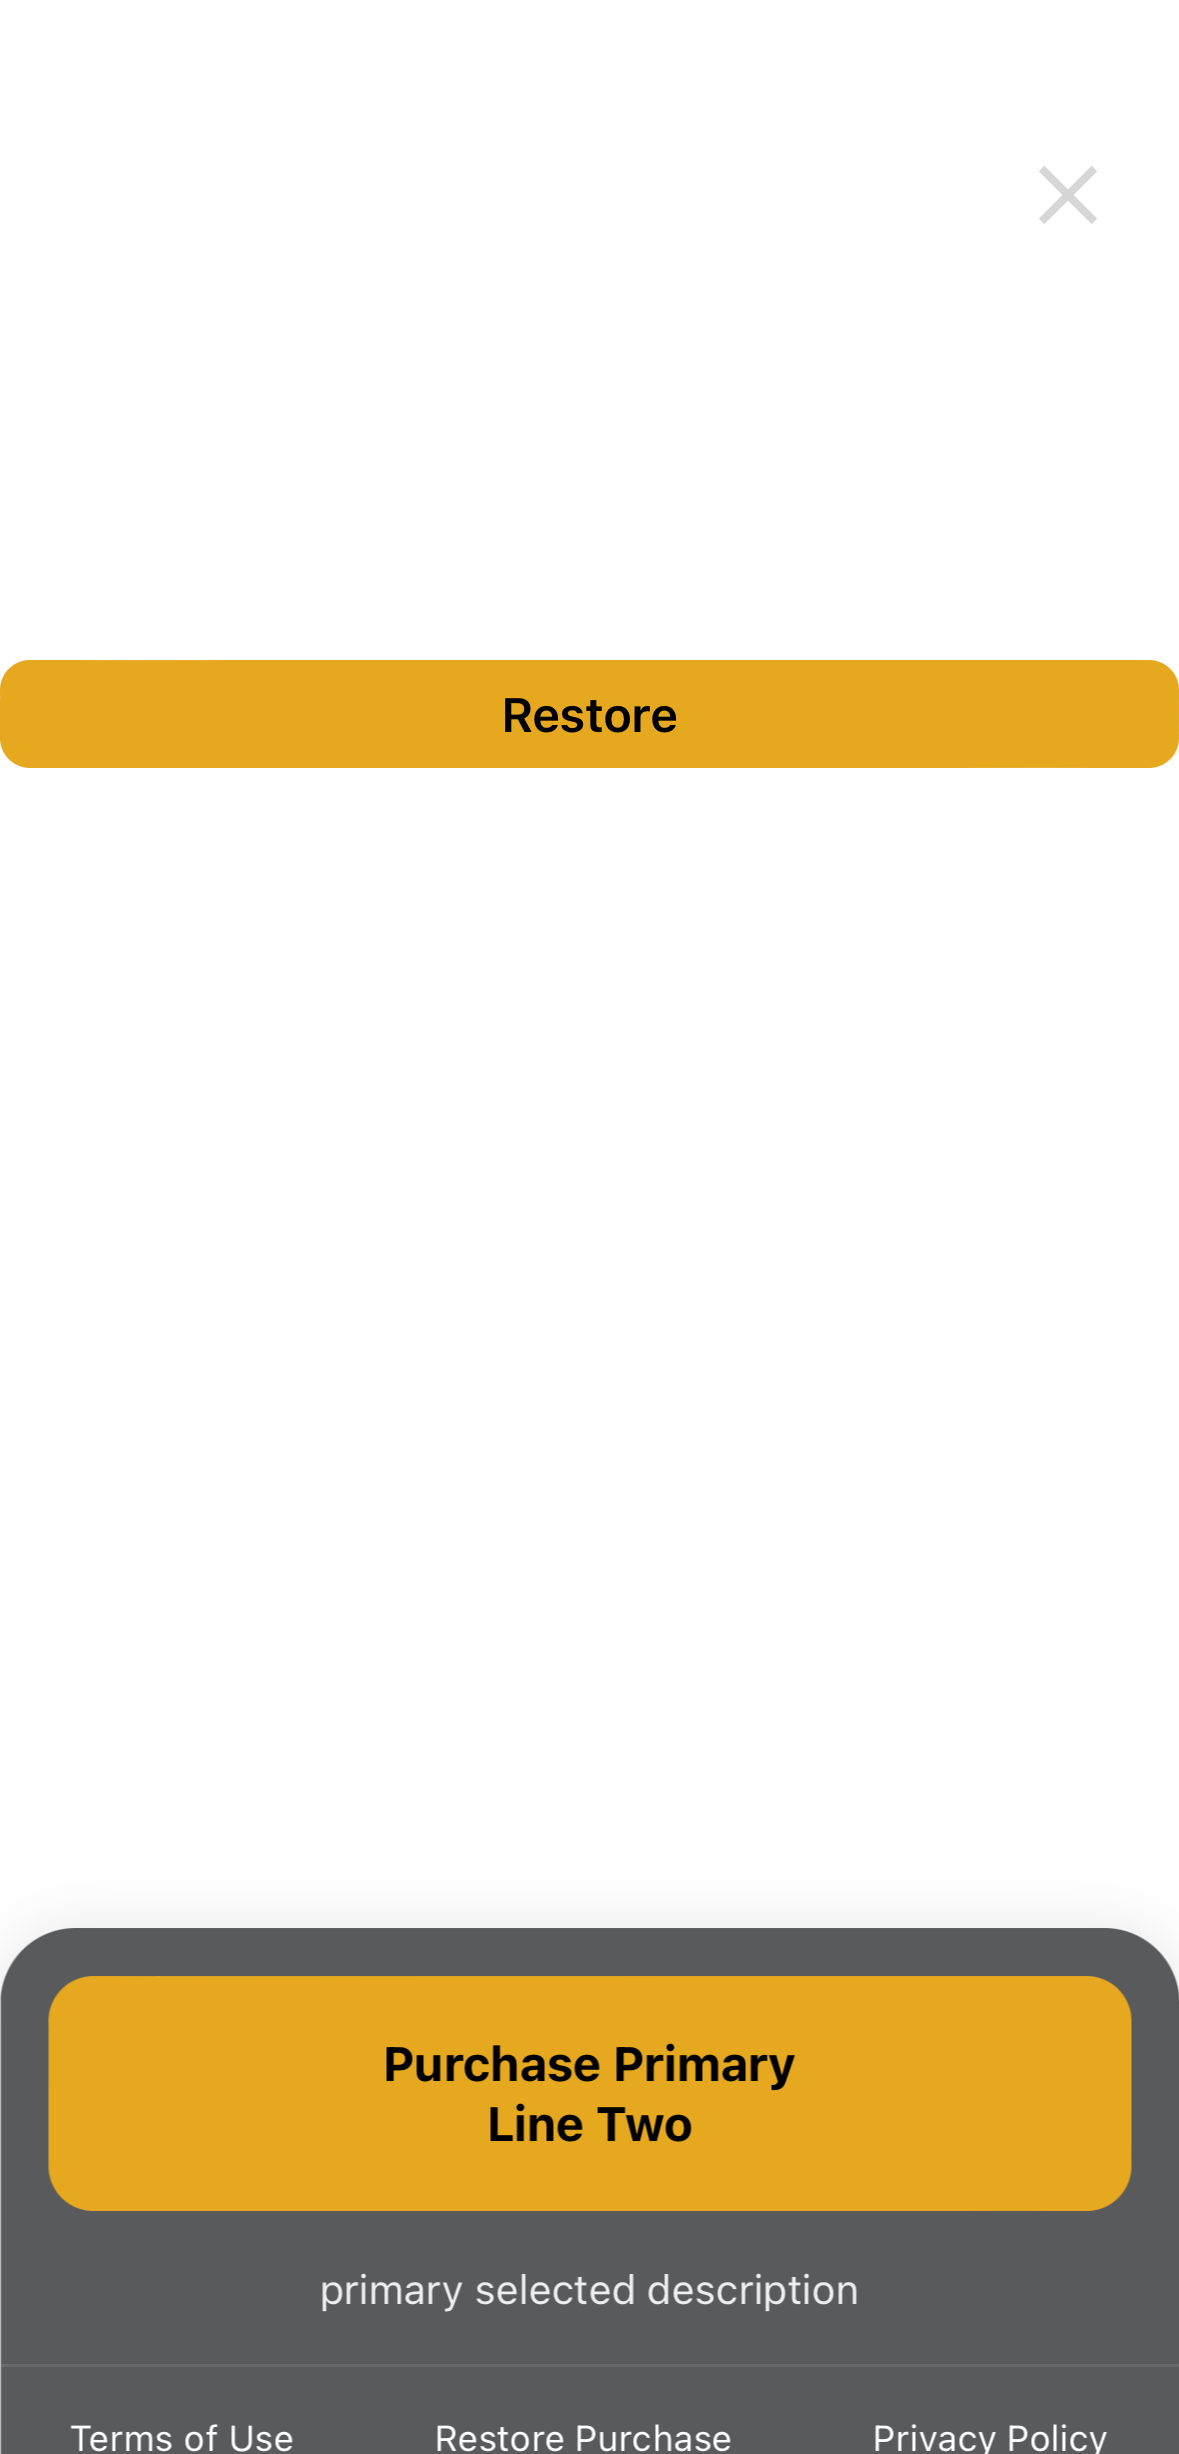 Restore
Purchase Primary
Line Two
primary selected description
Terms of Use
Restore Purchase
Privacy Policy